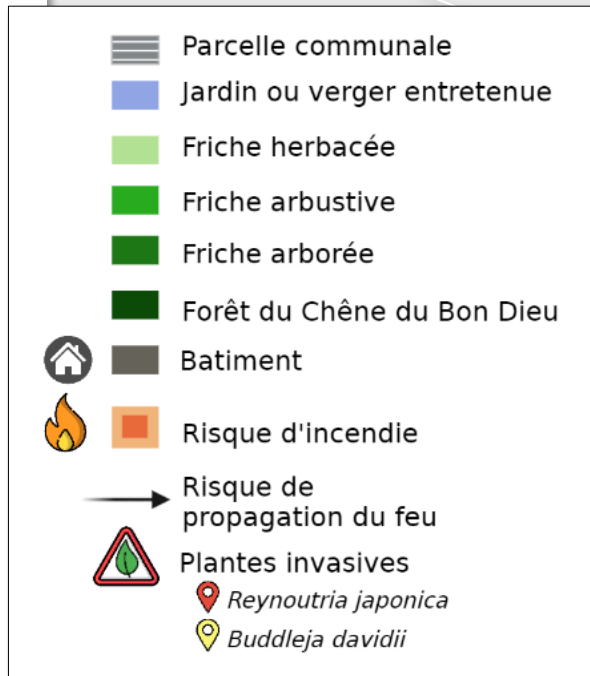 Parcelle communale
Jardin ou verger entretenue
Friche herbacée
Friche arbustive
Friche arborée
Forêt du Chêne du Bon Dieu
Batiment
Risque d'incendie
Risque de
propagation du feu
Plantes invasives
Reynoutria japonica
Buddleja davidii